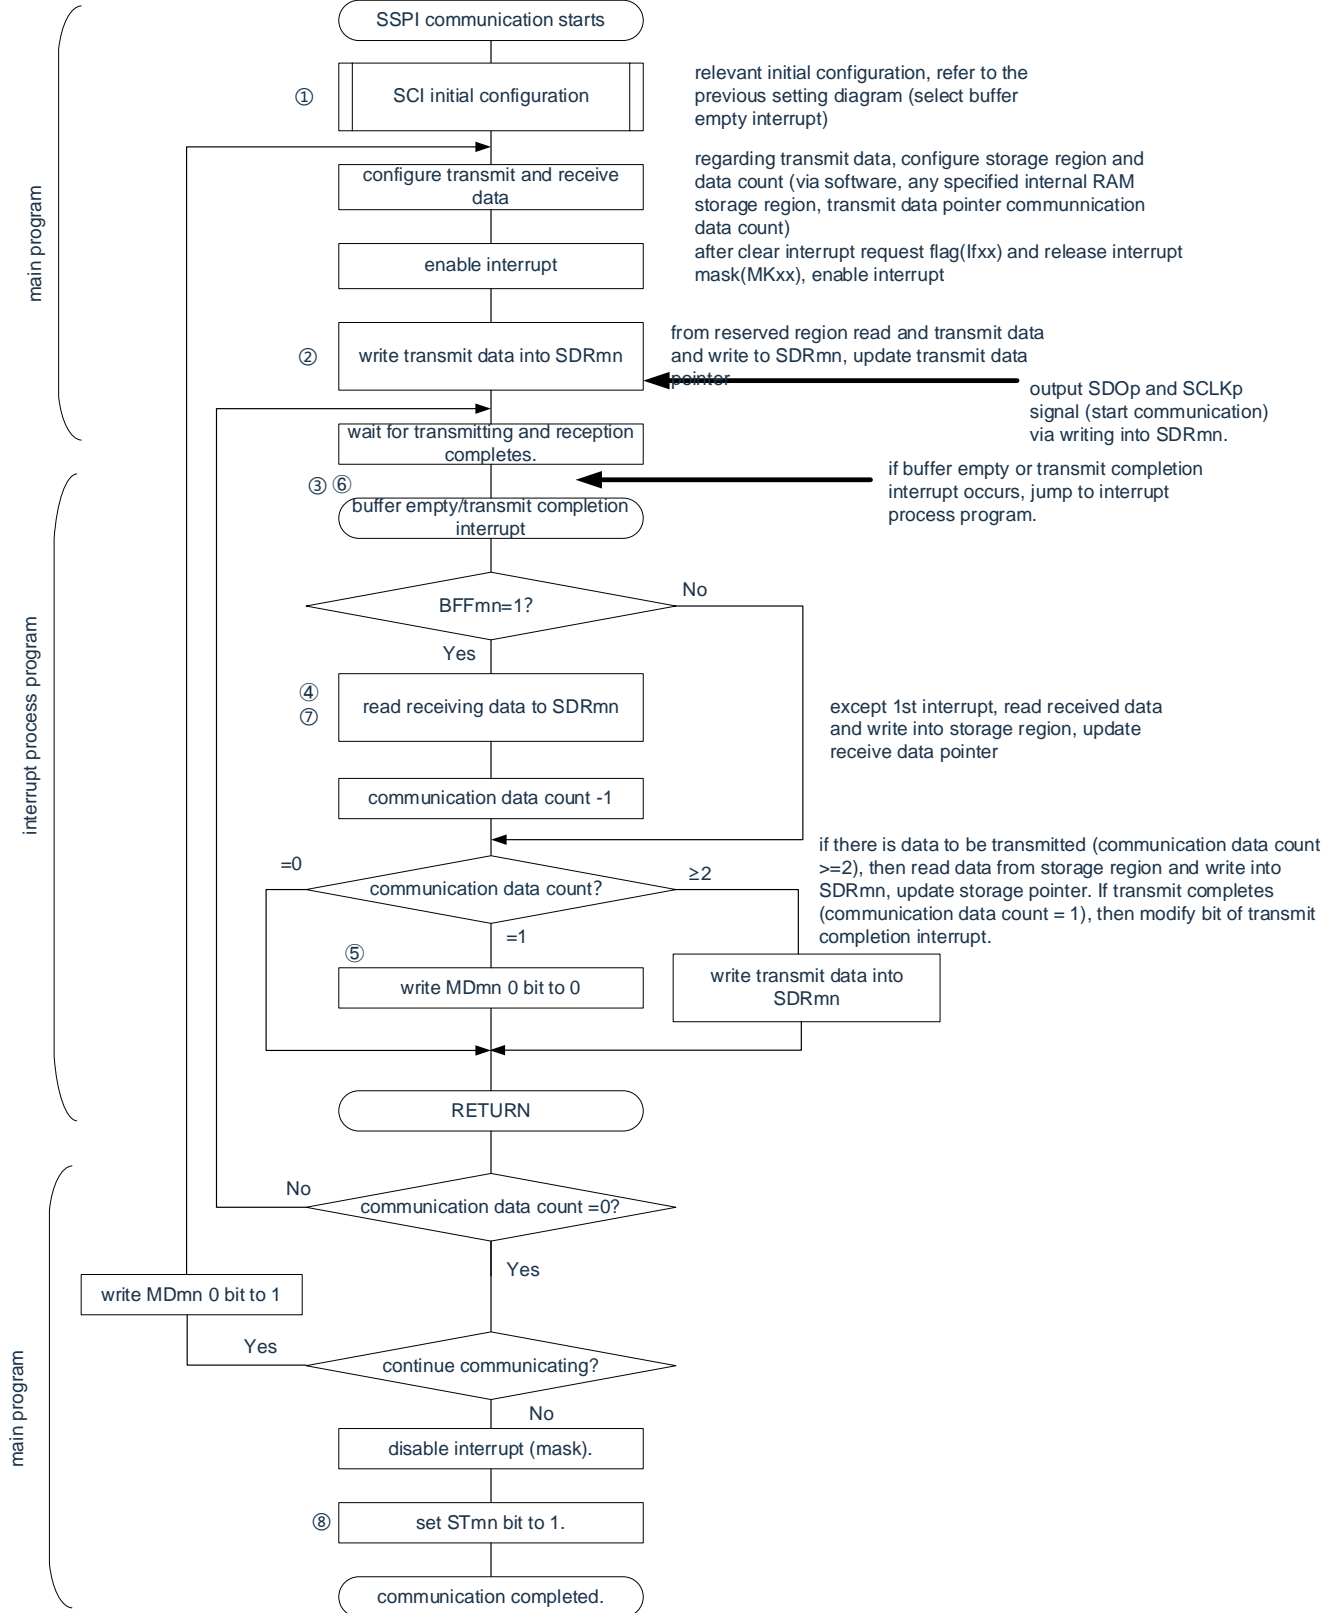 SSPI communication starts
①
SCI initial configuration
relevant initial configuration, refer to the
previous setting diagram (select buffer
empty interrupt)
configure transmit and receive
data
regarding transmit data, configure storage region and
data count (via software, any specified internal RAM
storage region, transmit data pointer communnication
data count)
after clear interrupt request flag(Ifxx) and release interrupt
mask(MKxx), enable interrupt
main program
enable interrupt
②
write transmit data into SDRmn
from reserved region read and transmit data
and write to SDRmn, update transmit data
pointer
output SDOp and SCLKp
signal (start communication)
via writing into SDRmn.
wait for transmitting and reception
completes.
③ ⑥
if buffer empty or transmit completion
interrupt occurs, jump to interrupt
process program.
buffer empty/transmit completion
interrupt
interrupt process program
BFFmn=1?
No
Yes
④
⑦
read receiving data to SDRmn
except 1st interrupt, read received data
and write into storage region, update
receive data pointer
communication data count -1
if there is data to be transmitted (communication data count
>=2), then read data from storage region and write into
SDRmn, update storage pointer. If transmit completes
(communication data count = 1), then modify bit of transmit
completion interrupt.
=0
communication data count?
≥2
=1
⑤
write MDmn 0 bit to 0
write transmit data into
SDRmn
RETURN
No
communication data count =0?
Yes
write MDmn 0 bit to 1
Yes
continue communicating?
No
main program
disable interrupt (mask).
⑧
set STmn bit to 1.
communication completed.